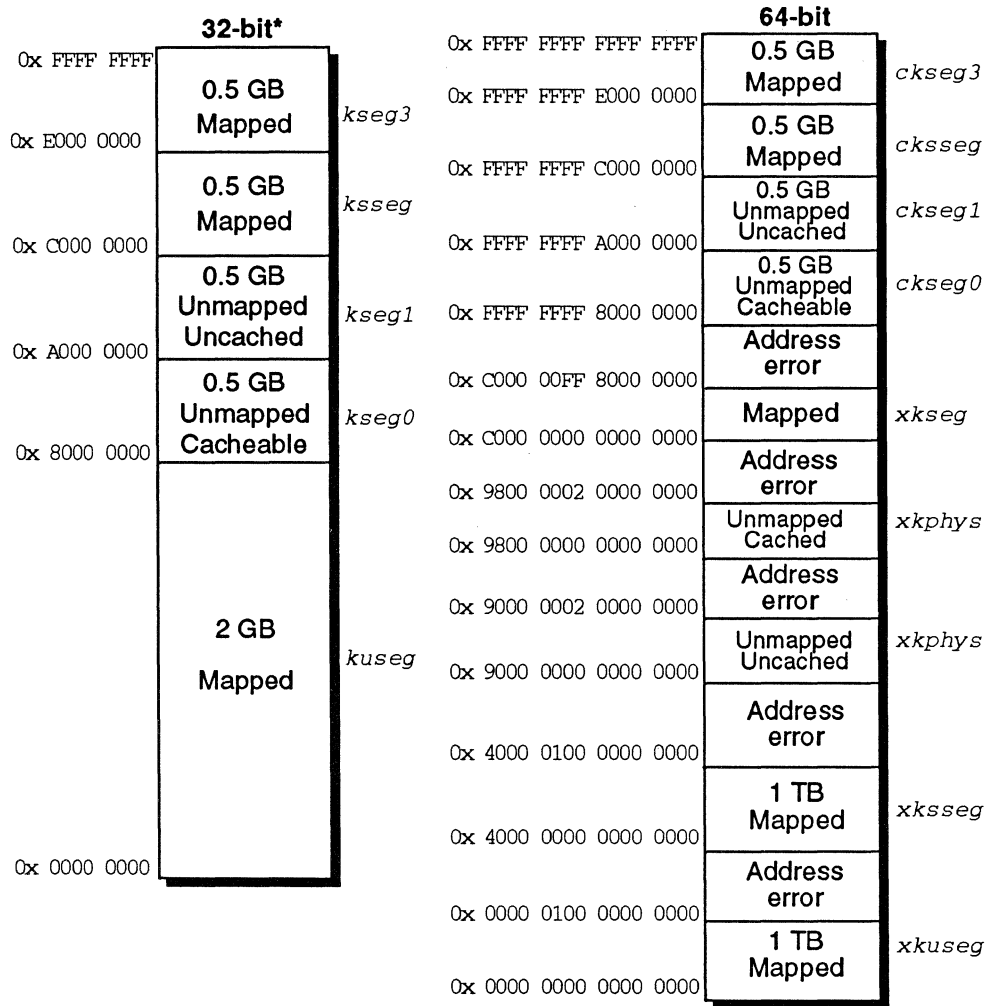 32-bit*
0x FFFF FFFF
0.5 GB
Mapped
kseg3
0x E000 0000
0.5 GB
Mapped
ksseg
0x C000 0000
0.5 GB
Unmapped
Uncached
kseg1
0x A000 0000
0.5 GB
Unmapped
Cacheable
kseg0
0x 8000 0000
2 GB
Mapped
kuseg
0x 0000 0000
64-bit
0x FFFF FFFF FFFF FFFF
0.5 GB
Mapped
ckseg3
0x FFFF FFFF E000 0000
0.5 GB
Mapped
cksseg
0x FFFF FFFF C000 0000
0.5 GB
Unmapped
Uncached
ckseg1
0x FFFF FFFF A000 0000
0.5 GB
Unmapped
Cacheable
ckseg0
0x FFFF FFFF 8000 0000
Address
error
0x C000 00FF 8000 0000
Mapped
xkseg
0x C000 0000 0000 0000
Address
error
0x 9800 0002 0000 0000
Unmapped
Cached
xkphys
0x 9800 0000 0000 0000
Address
error
0x 9000 0002 0000 0000
Unmapped
Uncached
xkphys
0x 9000 0000 0000 0000
Address
error
0x 4000 0100 0000 0000
1 TB
Mapped
xksseg
0x 4000 0000 0000 0000
Address
error
0x 0000 0100 0000 0000
1 TB
Mapped
xkuseg
0x 0000 0000 0000 0000